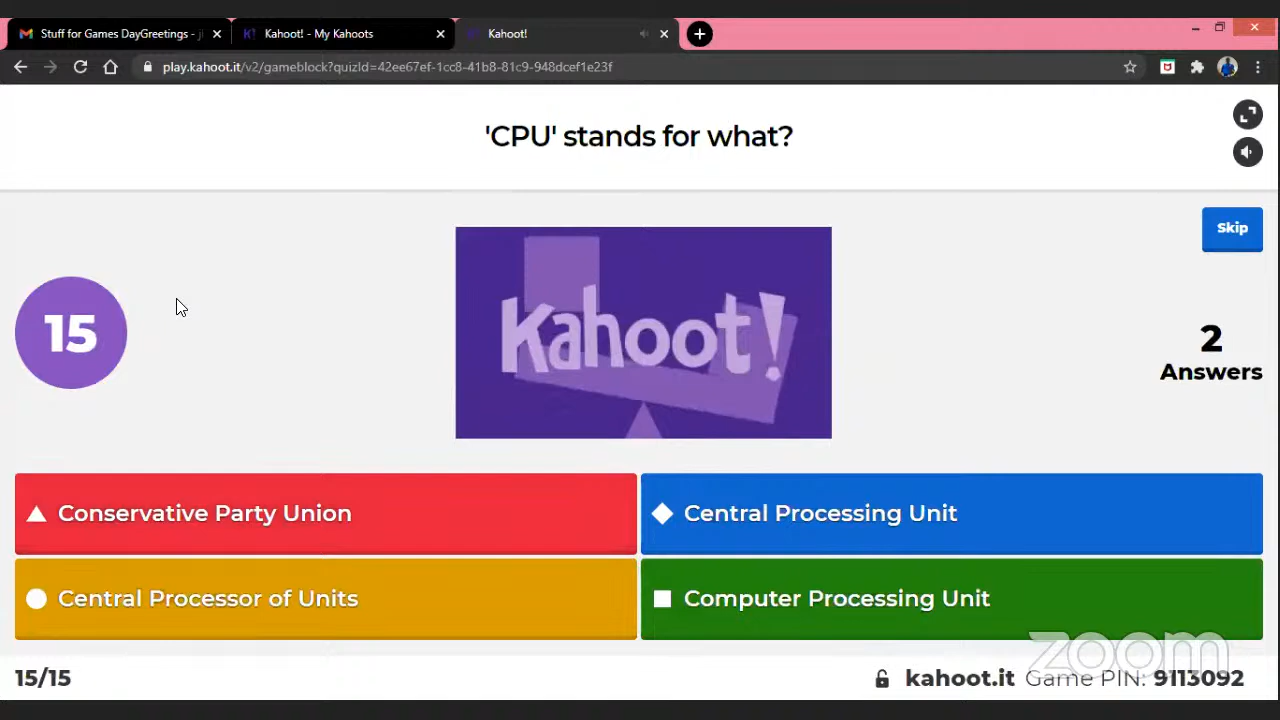 Stuff for Games DayGreetings -
Kahoot! - My Kahoots
Kahoot!
play.kahoot.it/v2/gameblock?quizId=42ee67ef-1cc8-41b8-81c9-948dcef1e23f
'CPU' stands for what?
Skip
15
Kahoot!
2
Answers
Conservative Party Union
Central Processing Unit
Central Processor of Units
Computer Processing Unit
zoom
15/15
kahoot.it Game PIN: 9113092